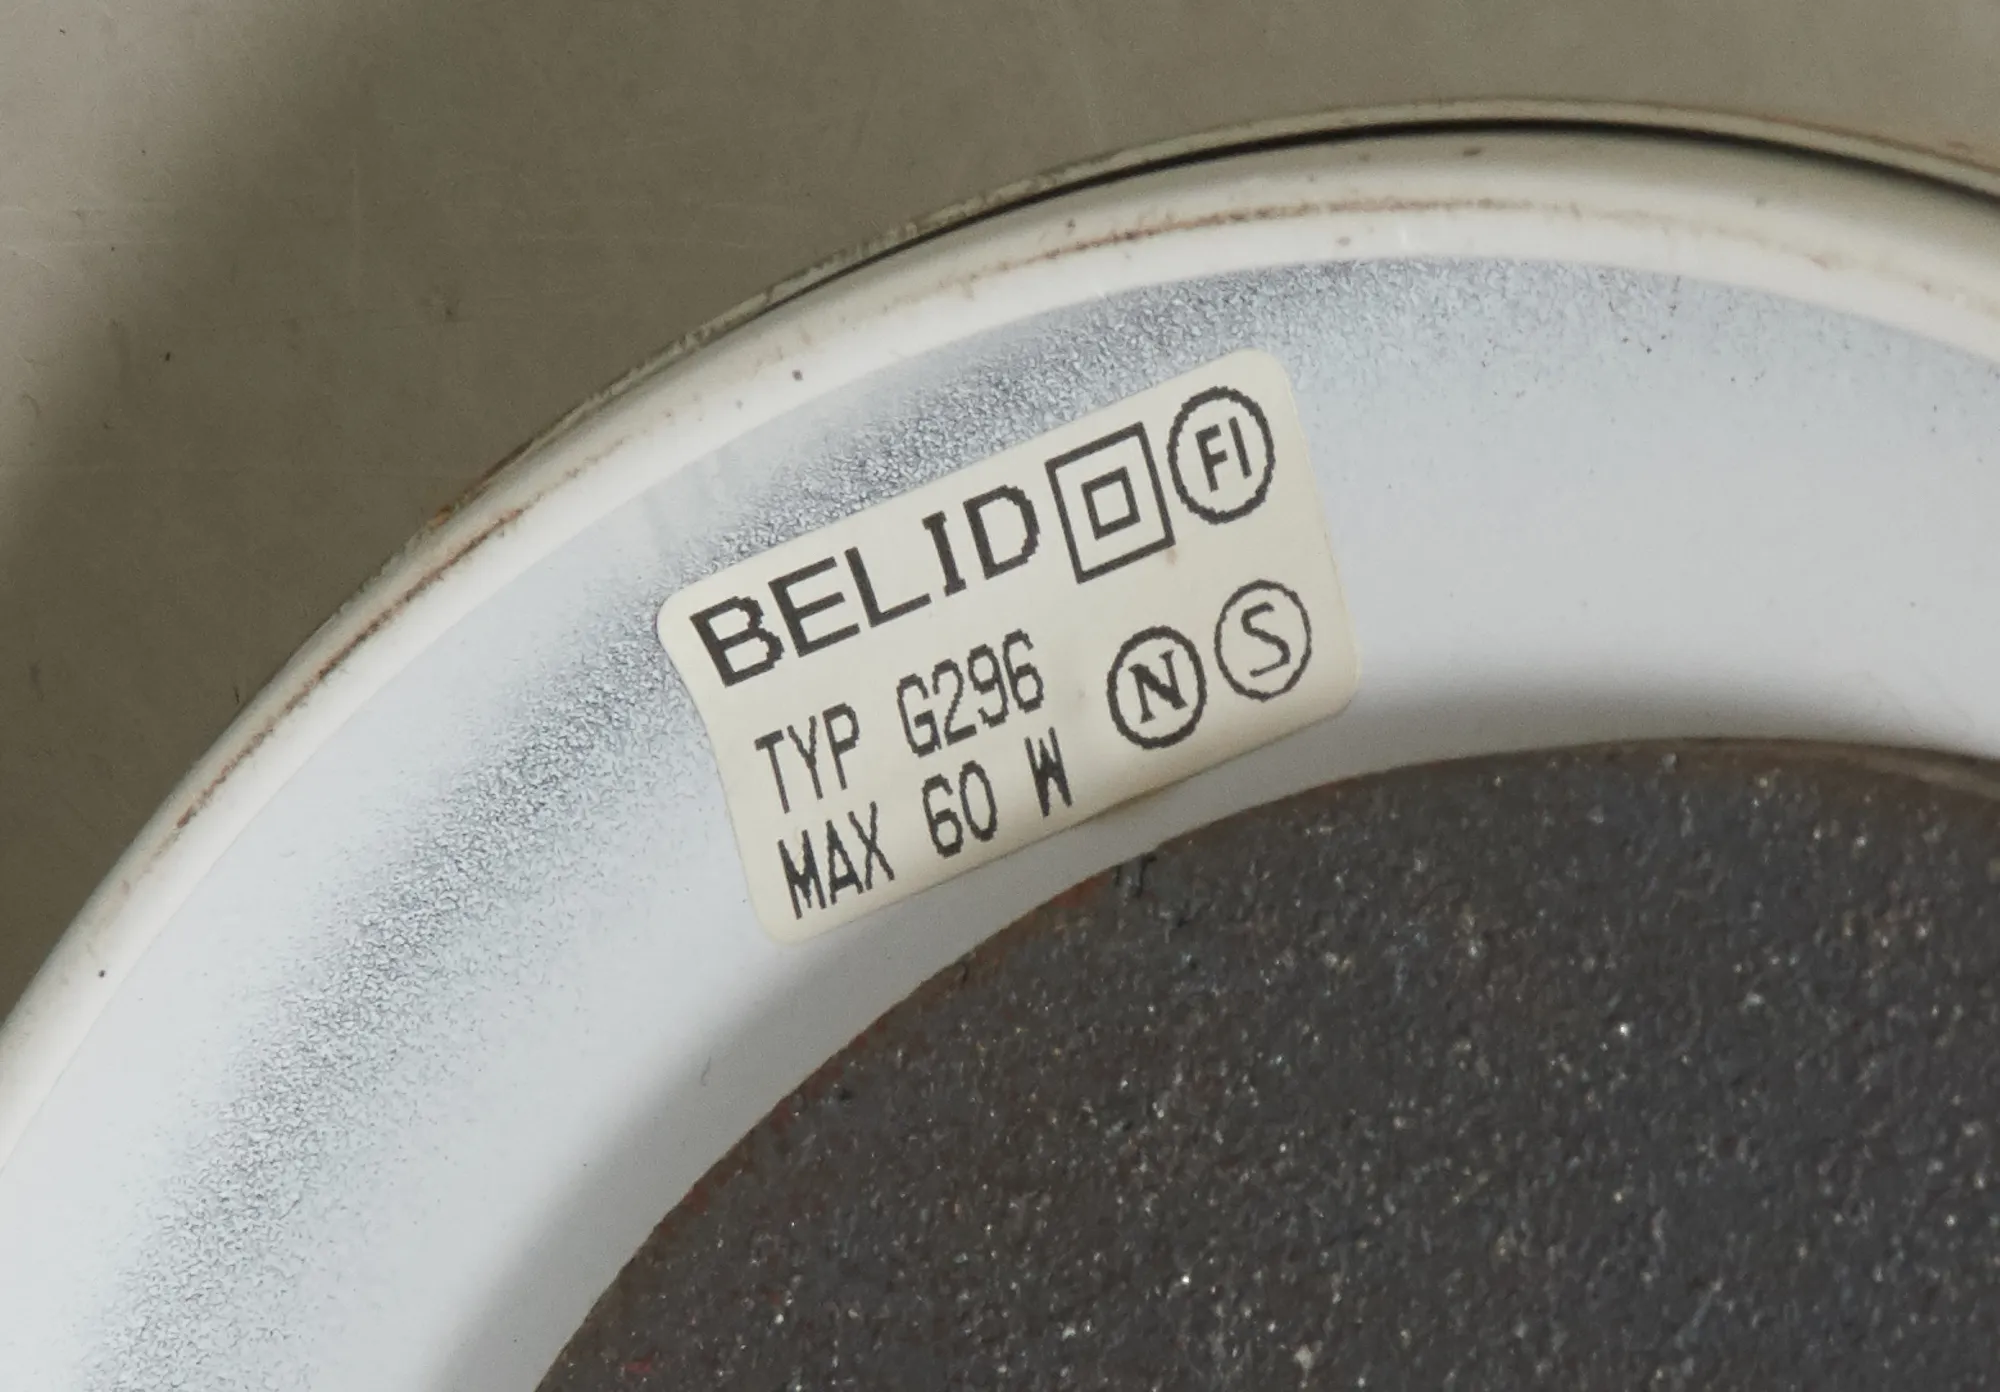 BELID FI
TYP G296 N S
MAX 60 W